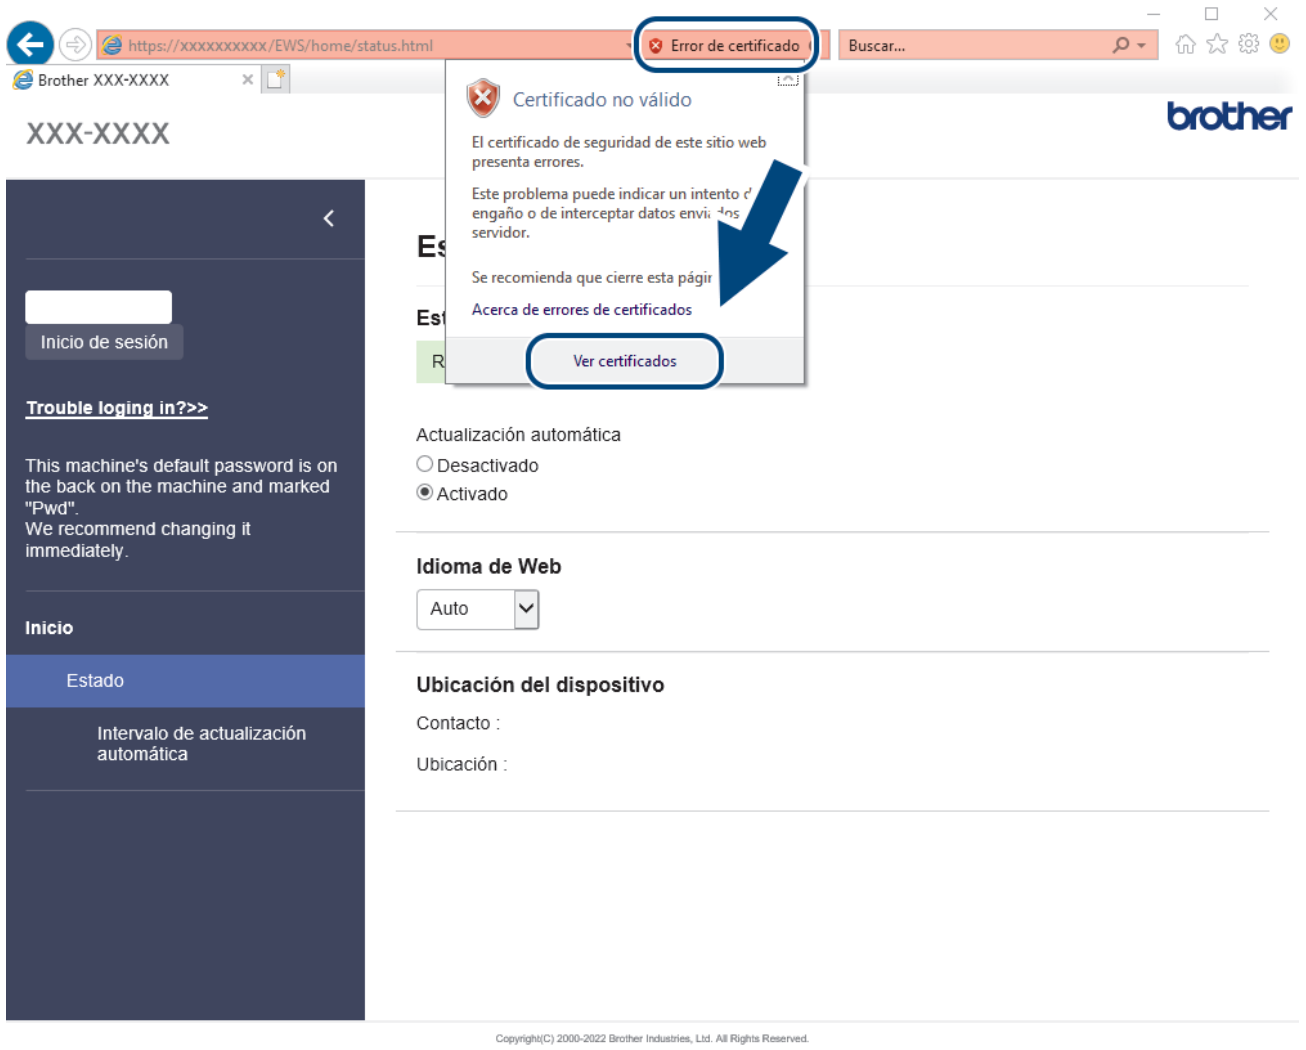 https://xxxxxxxxxx/EWS/home/status.html
Error de certificado
Buscar...
Brother XXX-XXXX
XXX-XXXX
brother
Certificado no válido
El certificado de seguridad de este sitio web
presenta errores.
Este problema puede indicar un intento
engaño o de interceptar datos
servidor.
Se recomienda que cierre esta
Acerca de errores de certificados
Ver certificados
Inicio de sesión
Trouble loging in?>>
This machine's default password is on
the back on the machine and marked
"Pwd".
We recommend changing it
immediately.
Inicio
Estado
Intervalo de actualización
automática
Actualización automática
Desactivado
Activado
Idioma de Web
Auto
Ubicación del dispositivo
Contacto :
Ubicación :
Copyright(C) 2000-2022 Brother Industries, Ltd. All Rights Reserved.